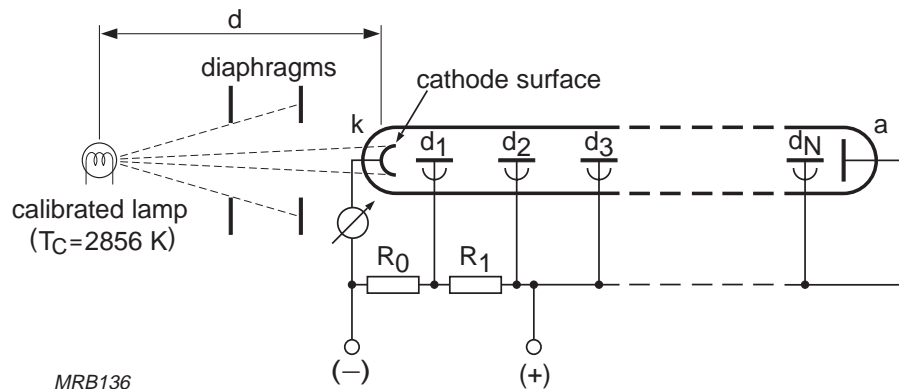 d
diaphragms
cathode surface
k
a
d1
d2
d3
dN
calibrated lamp
(TC=2856 K)
R0
R1
(−)
(+)
MRB136